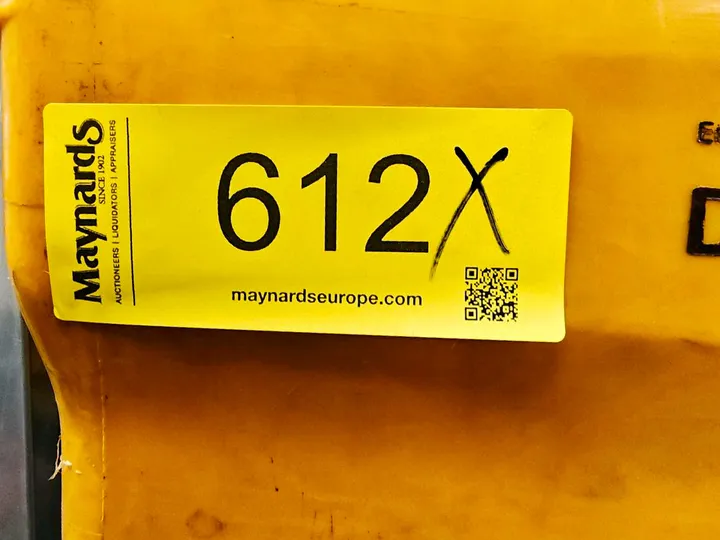 Maynards
SINCE 1902
AUCTIONEERS | LIQUIDATORS | APPRAISERS
612X
maynardseurope.com